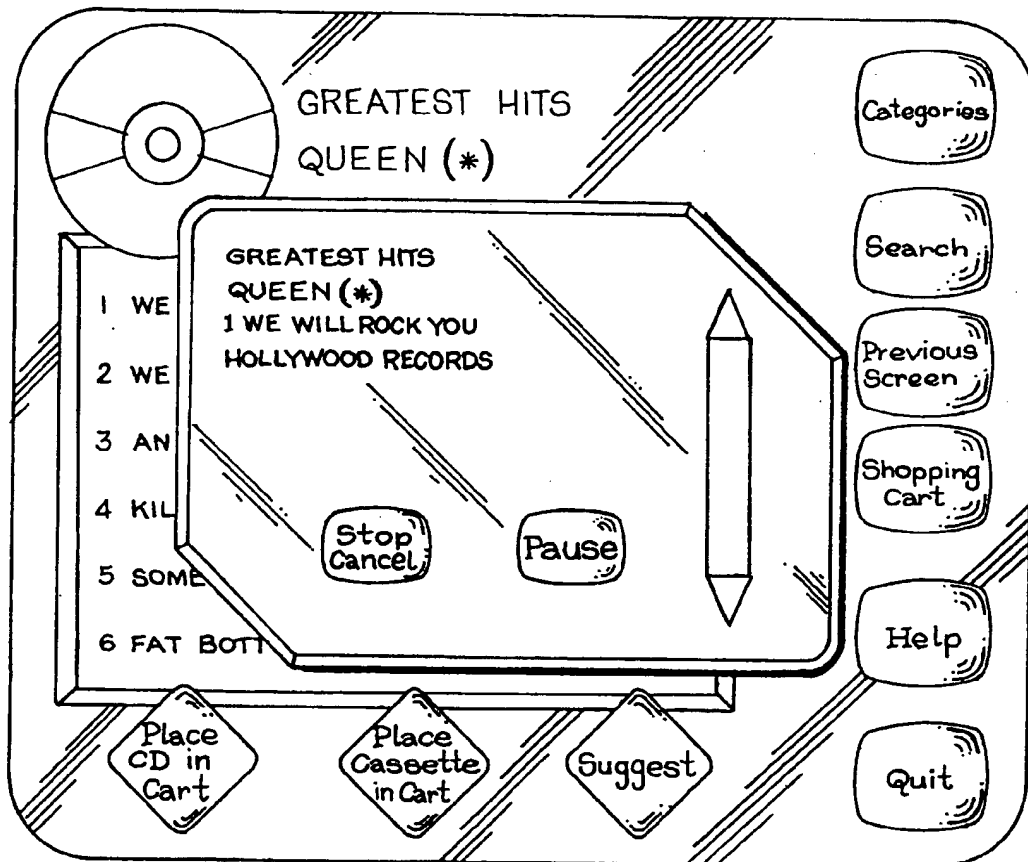 GREATEST HITS
QUEEN (*)
GREATEST HITS
QUEEN (*)
1 WE WILL ROCK YOU
HOLLYWOOD RECORDS
1 WE
2 WE
3 AN
4 KIL
5 SOME
6 FAT BOTT
Stop
Cancel
Pause
Place
CD in
Cart
Place
Cassette
in Cart
Suggest
Categories
Search
Previous
Screen
Shopping
Cart
Help
Quit